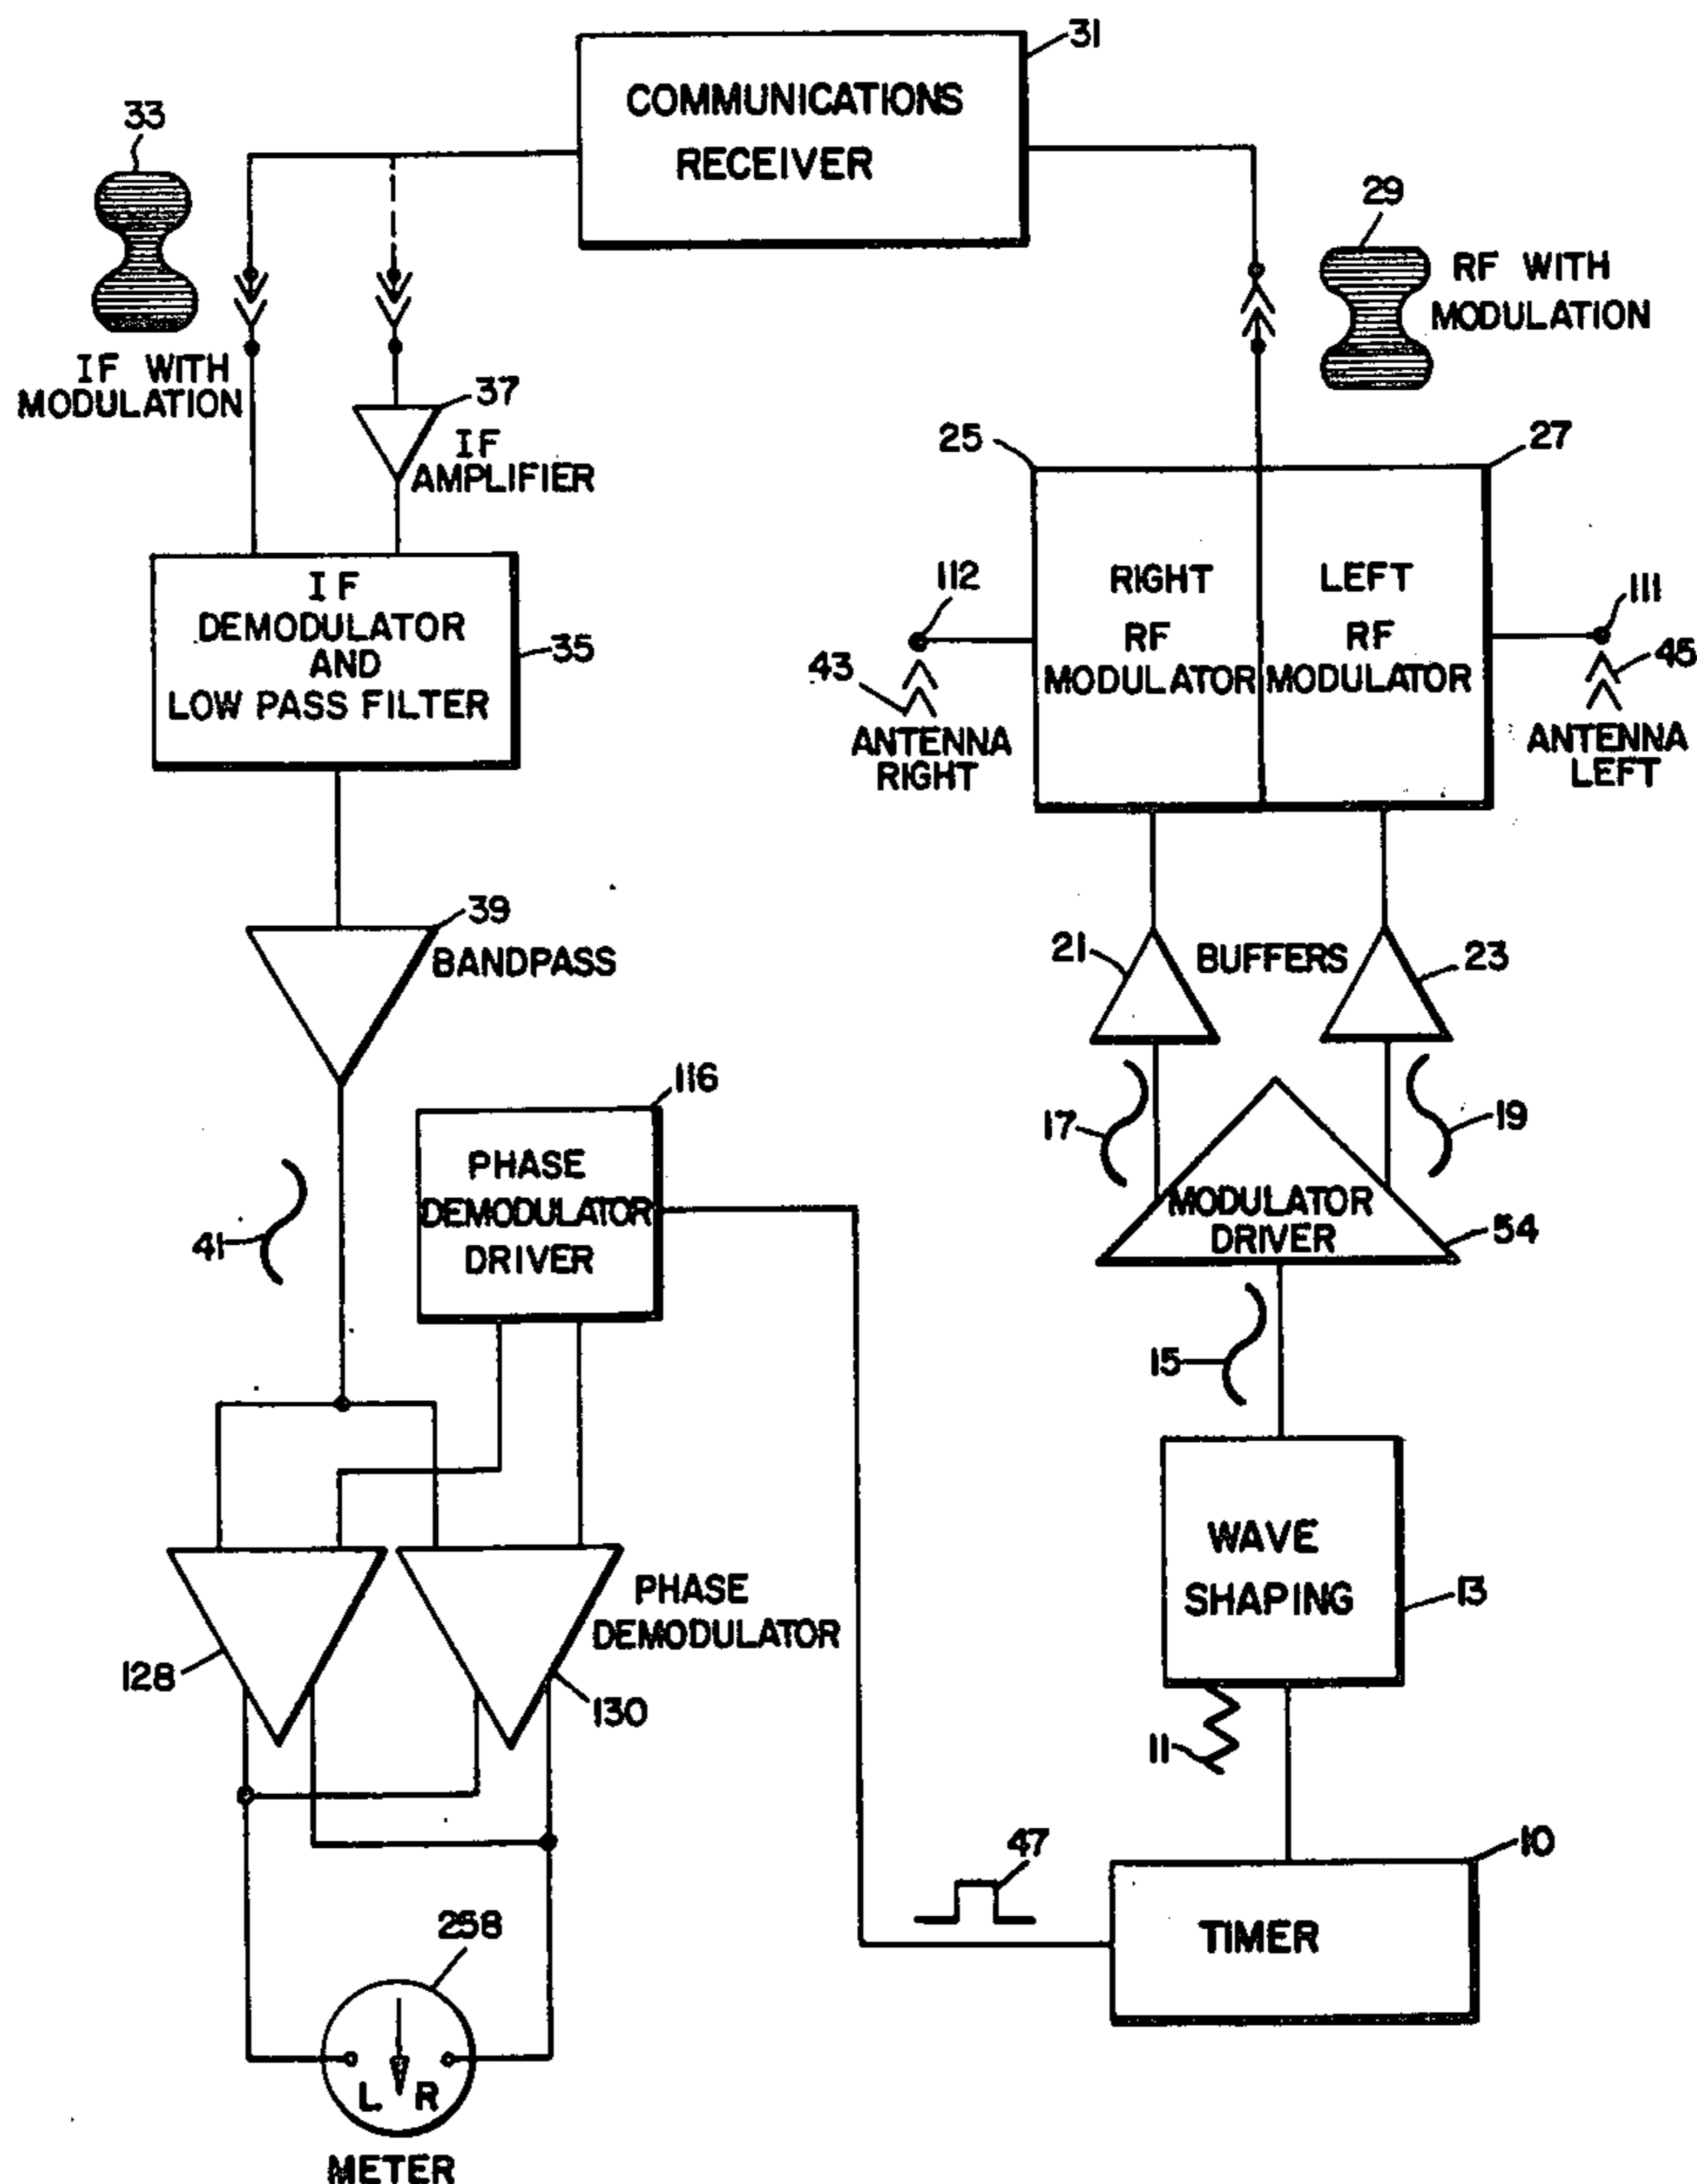 31
COMMUNICATIONS
RECEIVER
33
29
RF WITH
MODULATION
IF WITH
MODULATION
37
IF
AMPLIFIER
25
27
IF
DEMODULATOR
AND
LOW PASS FILTER
35
112
RIGHT
RF
MODULATOR
LEFT
RF
MODULATOR
111
43
45
ANTENNA
RIGHT
ANTENNA
LEFT
39
BANDPASS
21
BUFFERS
23
116
17
19
PHASE
DEMODULATOR
DRIVER
41
MODULATOR
DRIVER
54
15
WAVE
SHAPING
13
PHASE
DEMODULATOR
128
130
11
47
10
TIMER
258
L R
METER